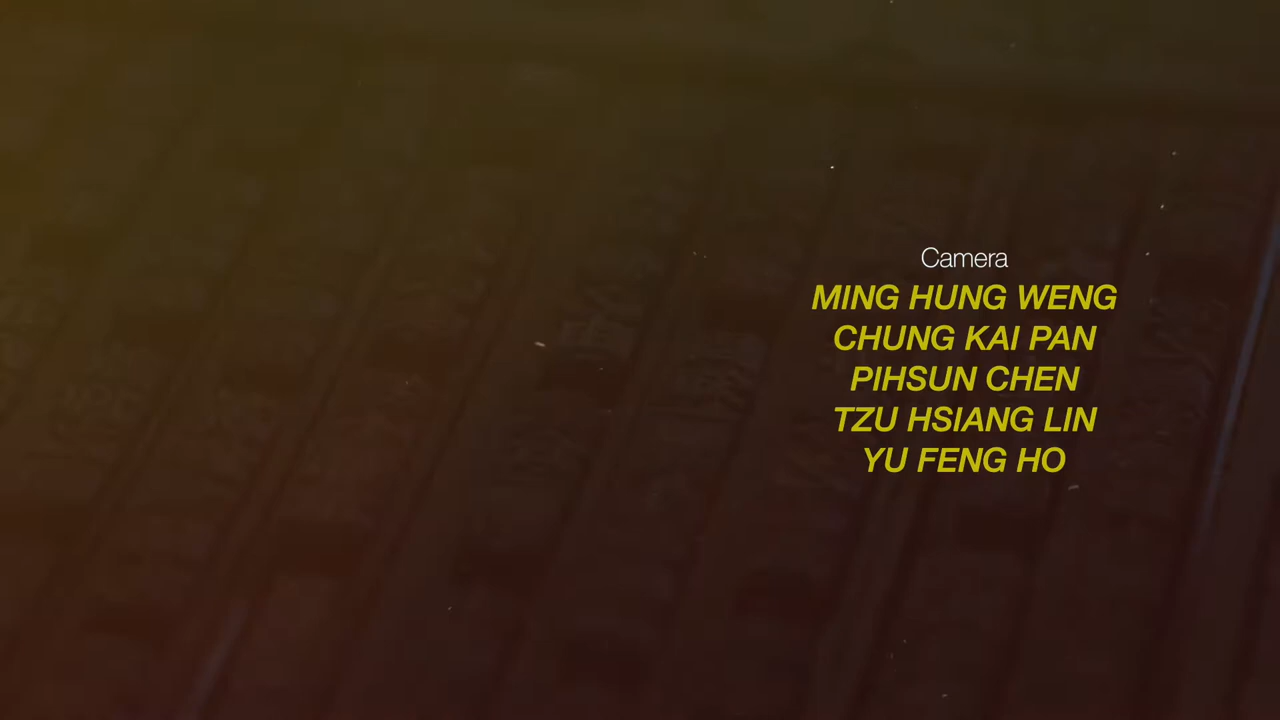 Camera
MING HUNG WENG
CHUNG KAI PAN
PIHSUN CHEN
TZU HSIANG LIN
YU FENG HO